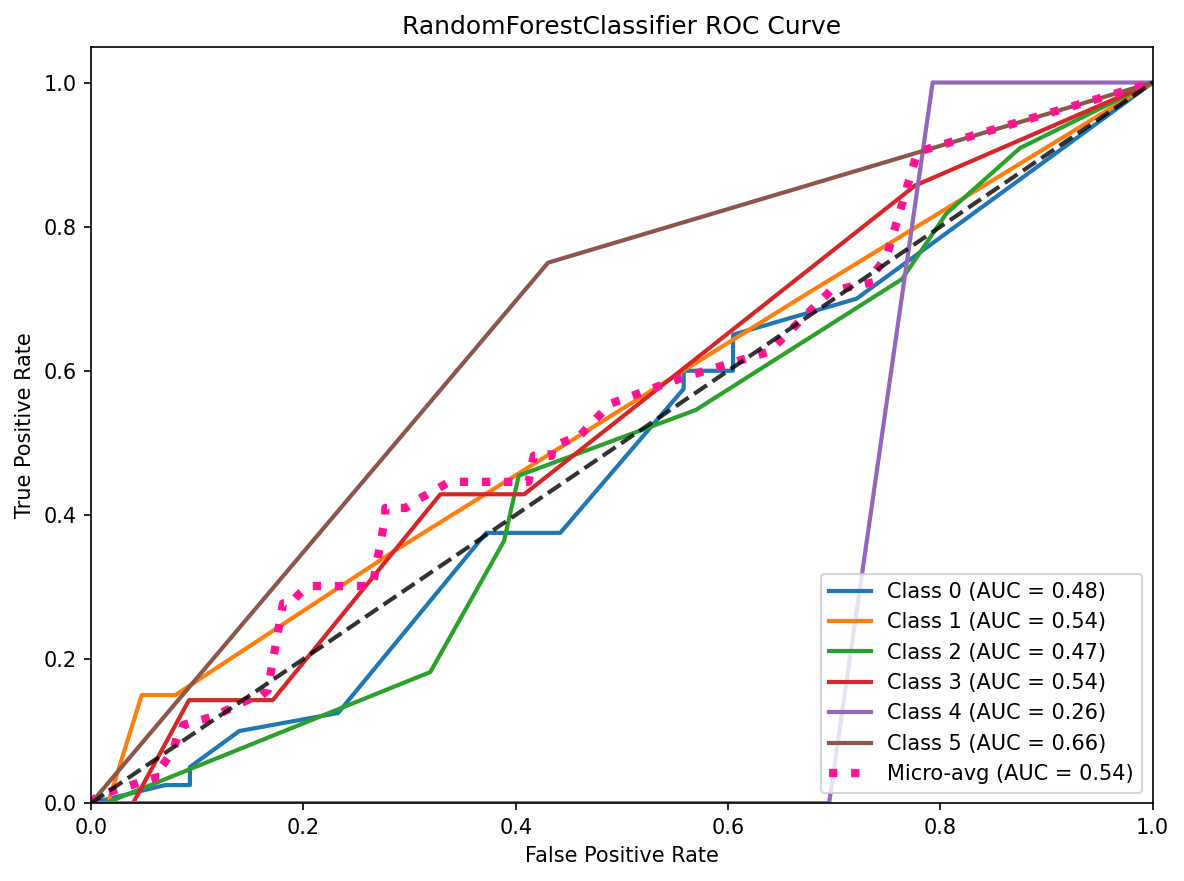 RandomForestClassifier ROC Curve
True Positive Rate
1.0
0.8
0.6
0.4
0.2
0.0
Class 0 (AUC = 0.48)
Class 1 (AUC = 0.54)
Class 2 (AUC = 0.47)
Class 3 (AUC = 0.54)
Class 4 (AUC = 0.26)
Class 5 (AUC = 0.66)
Micro-avg (AUC = 0.54)
0.0 0.2 0.4 0.6 0.8 1.0
False Positive Rate